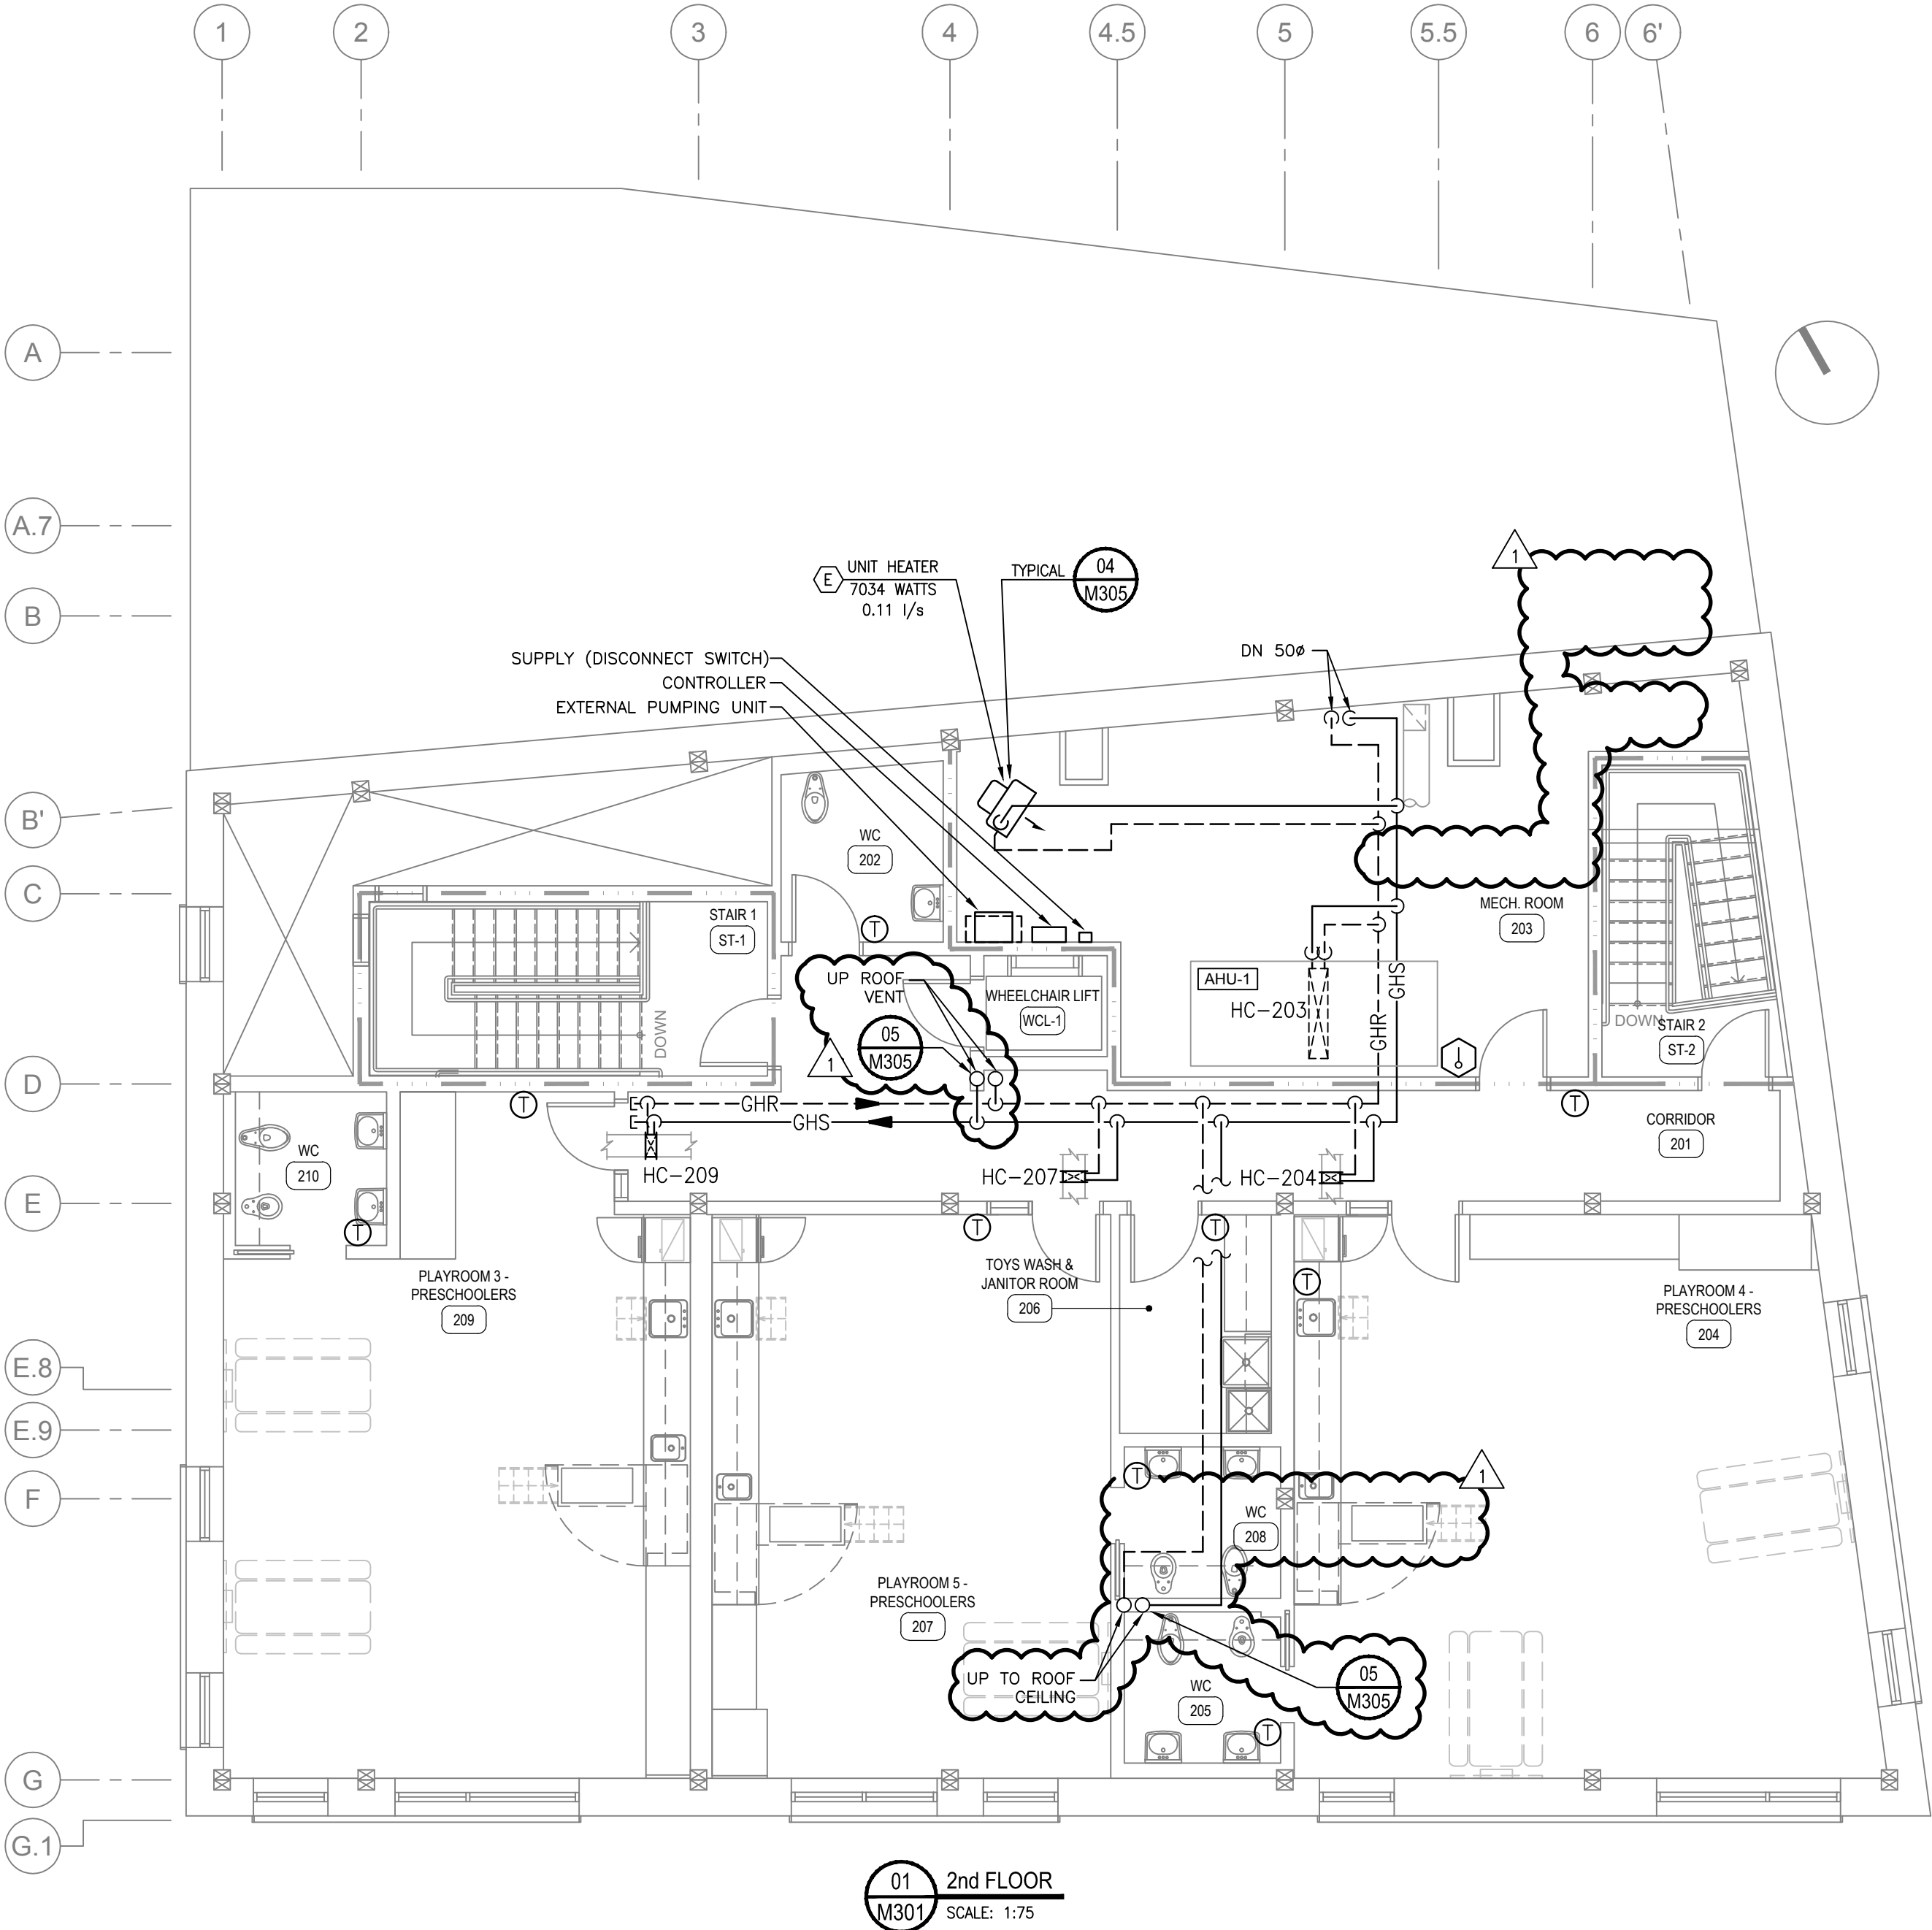 1
2
3
4
4.5
5
5.5
6
6'
A
A.7
B
B'
C
D
E
E.8
E.9
F
G
G.1
1
E
UNIT HEATER
7034 WATTS
0.11 l/s
TYPICAL
04
M305
SUPPLY (DISCONNECT SWITCH)
CONTROLLER
EXTERNAL PUMPING UNIT
DN 50ø
WC
202
T
STAIR 1
ST-1
DOWN
MECH. ROOM
203
UP ROOF
VENT
05
M305
1
WHEELCHAIR LIFT
WCL-1
AHU-1
HC-203
GHR
GHS
DOWN
STAIR 2
ST-2
T
GHR
GHS
T
CORRIDOR
201
WC
210
T
HC-209
HC-207
HC-204
T
T
T
PLAYROOM 3 -
PRESCHOOLERS
209
TOYS WASH &
JANITOR ROOM
206
PLAYROOM 4 -
PRESCHOOLERS
204
T
1
WC
208
PLAYROOM 5 -
PRESCHOOLERS
207
UP TO ROOF
CEILING
WC
205
T
05
M305
01
M301
2nd FLOOR
SCALE: 1:75